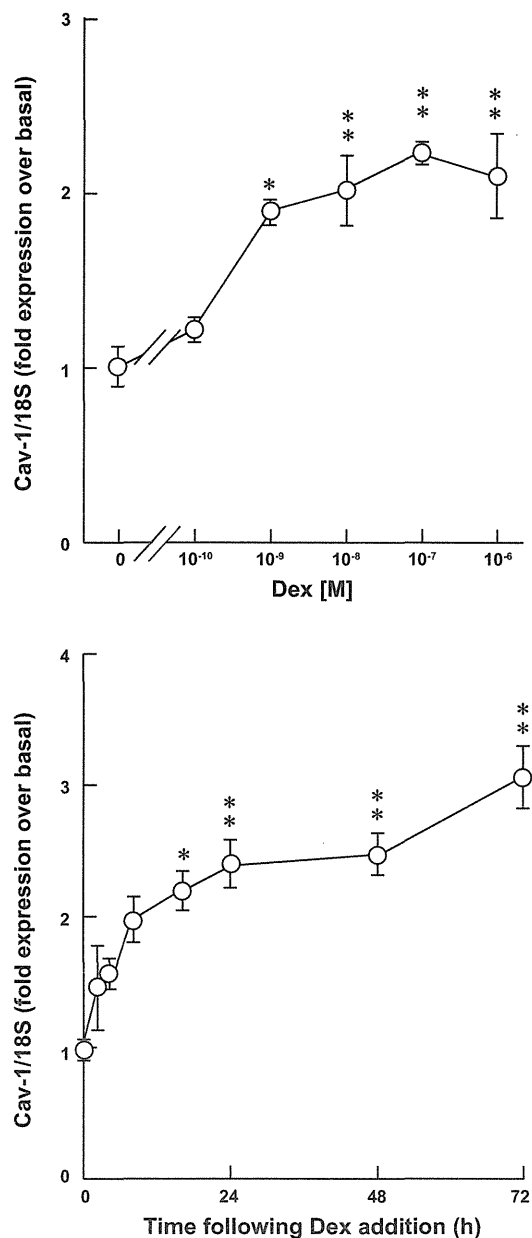 3
* *
* *
* *
*
Cav-1/18S (fold expression over basal)
2
1
0
0 10⁻¹⁰ 10⁻⁹ 10⁻⁸ 10⁻⁷ 10⁻⁶
Dex [M]
4
* *
Cav-1/18S (fold expression over basal)
3
* *
* *
*
2
1
0
0 24 48 72
Time following Dex addition (h)